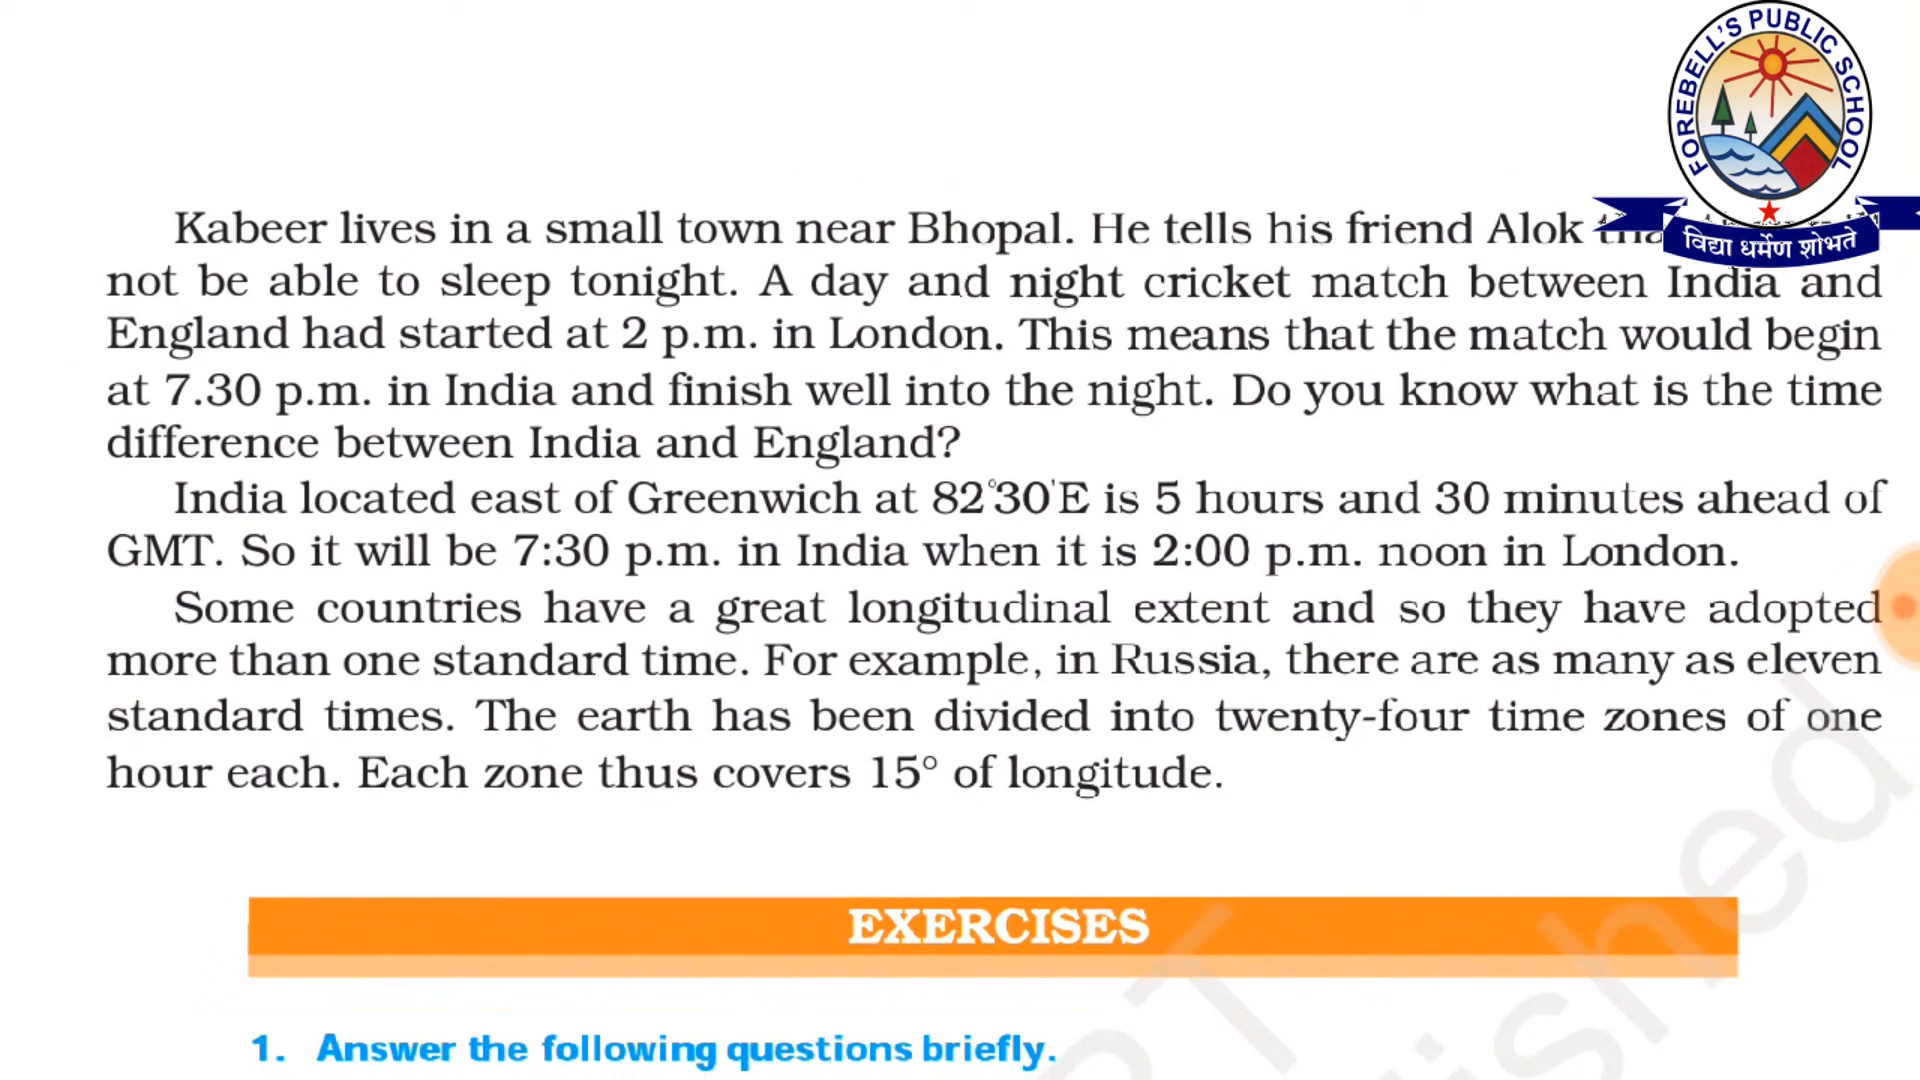 FOREBELL'S PUBLIC SCHOOL
विद्या धर्मेण शोभते
Kabeer lives in a small town near Bhopal. He tells his friend Alok
not be able to sleep tonight. A day and night cricket match between India and
England had started at 2 p.m. in London. This means that the match would begin
at 7.30 p.m. in India and finish well into the night. Do you know what is the time
difference between India and England?
India located east of Greenwich at 82°30'E is 5 hours and 30 minutes ahead of
GMT. So it will be 7:30 p.m. in India when it is 2:00 p.m. noon in London.
Some countries have a great longitudinal extent and so they have adopted
more than one standard time. For example, in Russia, there are as many as eleven
standard times. The earth has been divided into twenty-four time zones of one
hour each. Each zone thus covers 15° of longitude.
EXERCISES
1. Answer the following questions briefly.